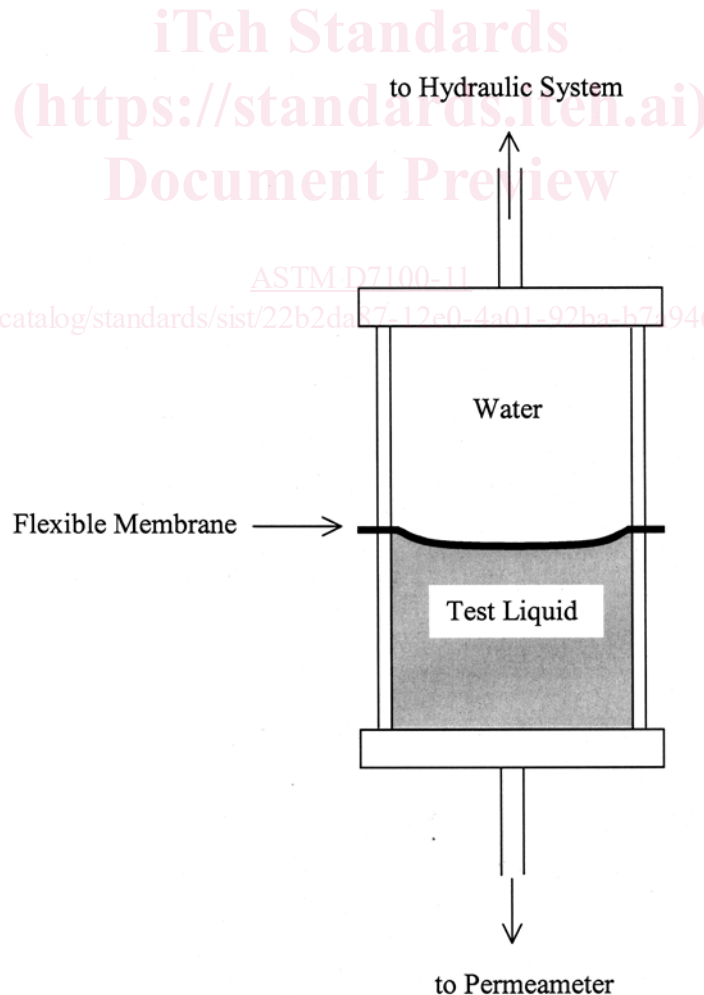 iTeh Standards
to Hydraulic System
(https://standards.iteh.ai)
Document Preview
ASTM D7100-11
catalog/standards/sist/22b2da87-12e0-4a01-92ba-b7a94
Water
Flexible Membrane
Test Liquid
to Permeameter